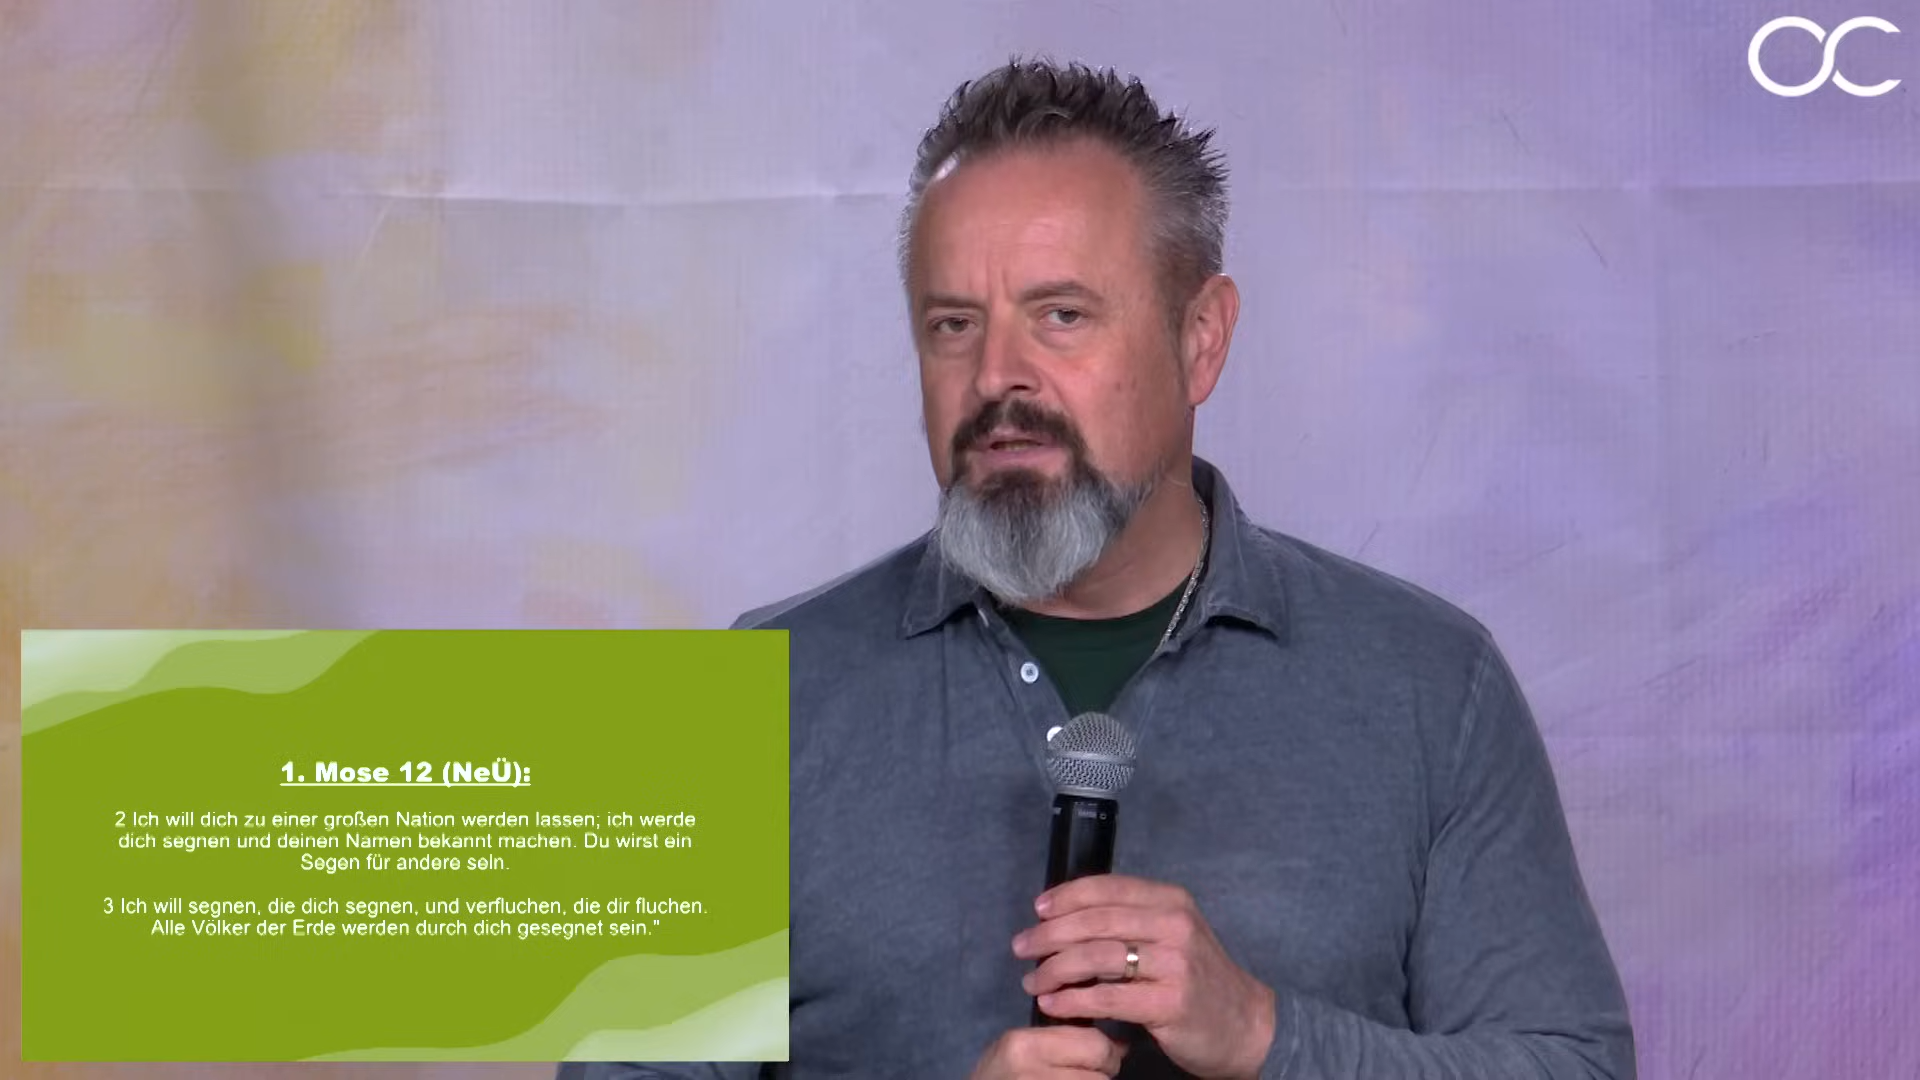 OC
1. Mose 12 (NeÜ):
2 Ich will dich zu einer großen Nation werden lassen; ich werde
dich segnen und deinen Namen bekannt machen. Du wirst ein
Segen für andere sein.
3 Ich will segnen, die dich segnen, und verfluchen, die dir fluchen.
Alle Völker der Erde werden durch dich gesegnet sein."